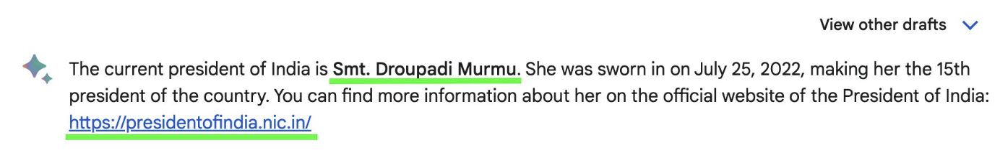 View other drafts
The current president of India is Smt. Droupadi Murmu. She was sworn in on July 25, 2022, making her the 15th
president of the country. You can find more information about her on the official website of the President of India:
https://presidentofindia.nic.in/